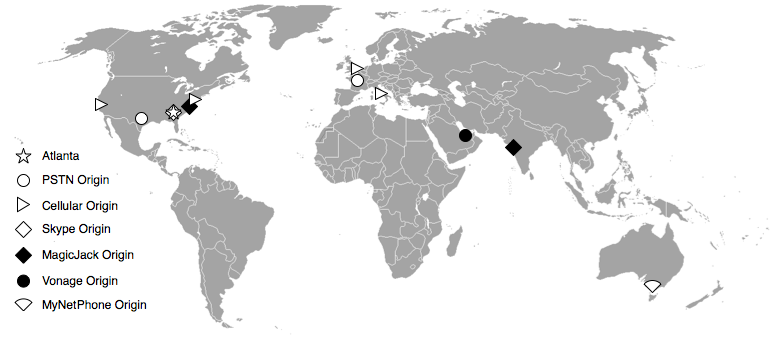 Atlanta
PSTN Origin
Cellular Origin
Skype Origin
MagicJack Origin
Vonage Origin
MyNetPhone Origin